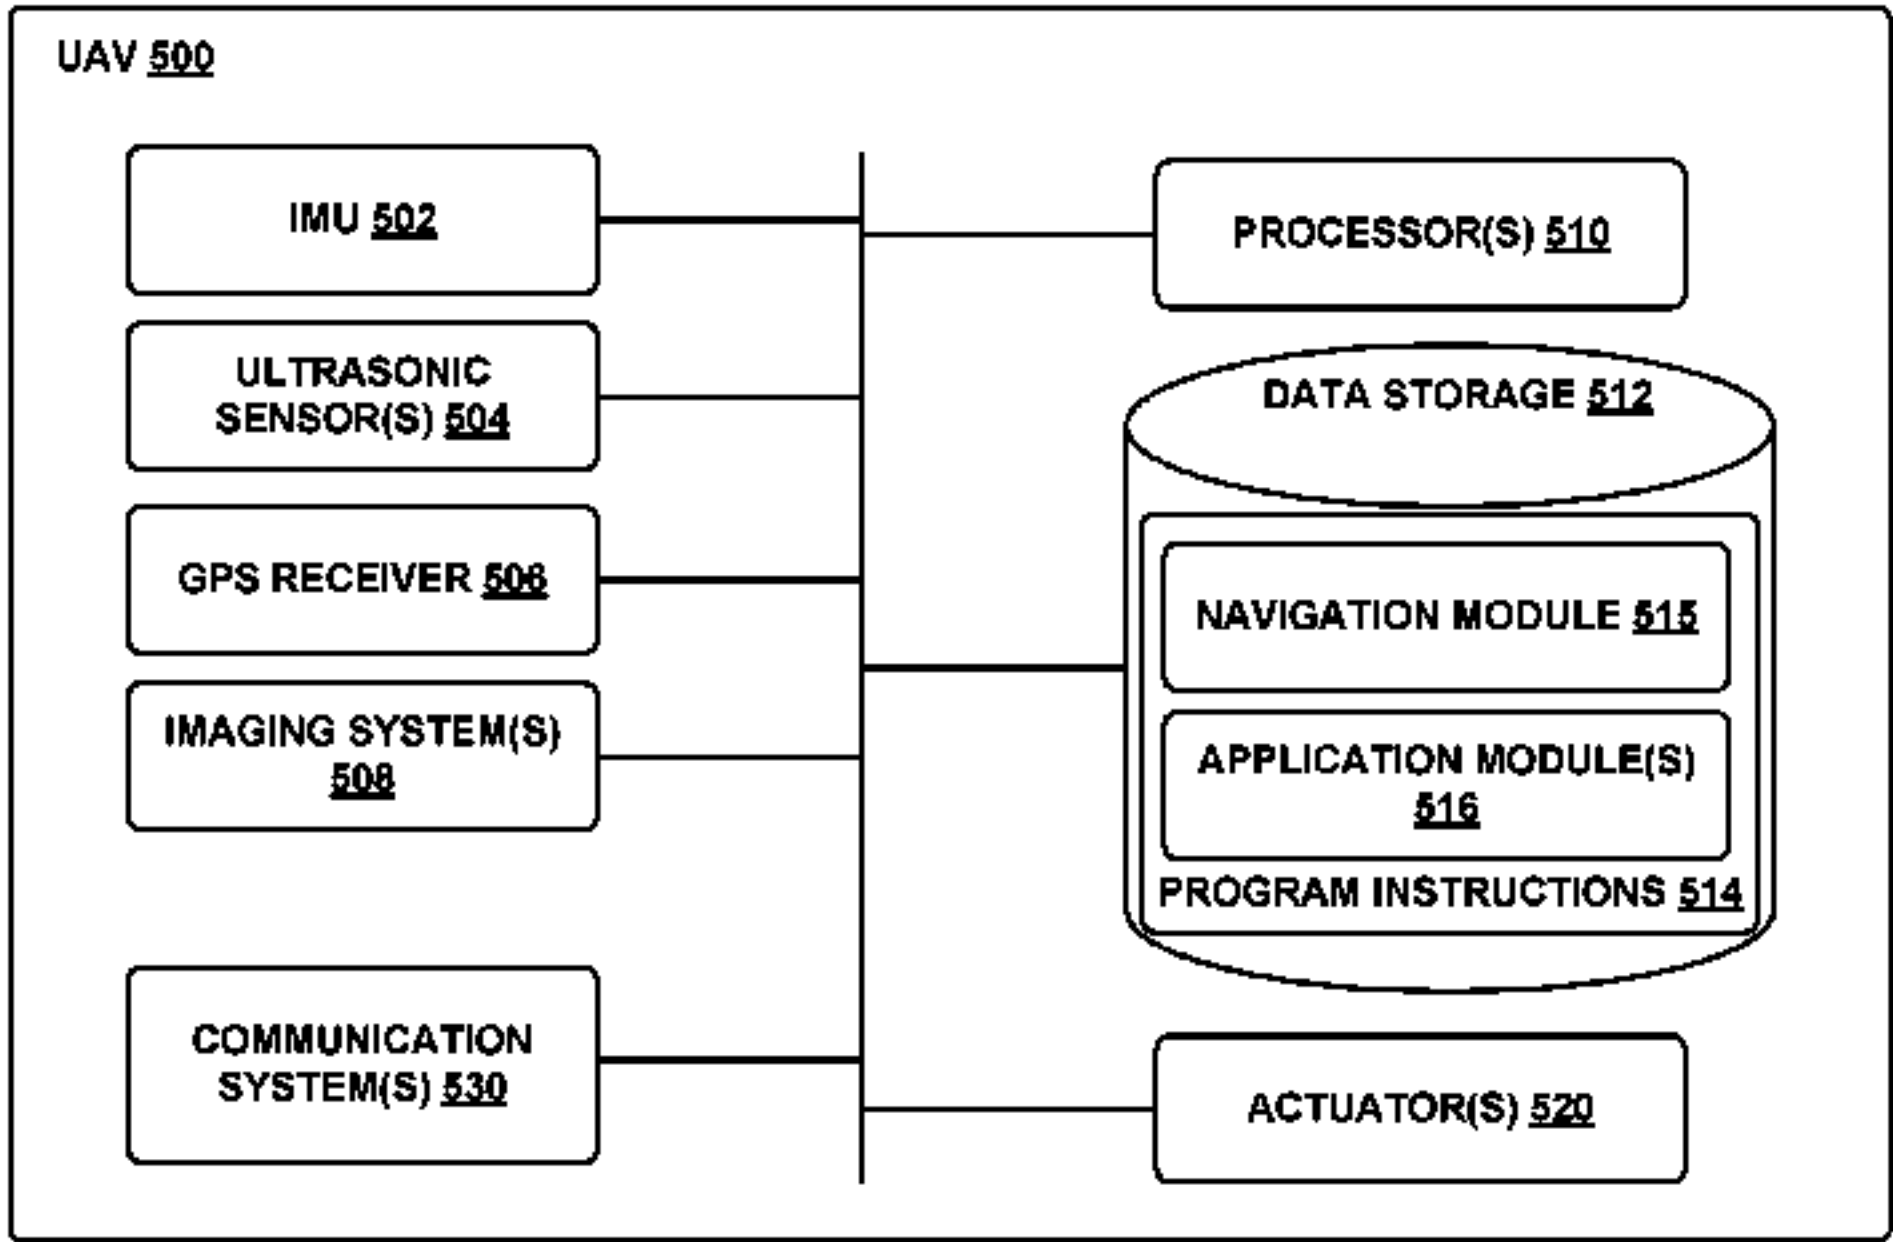 UAV 500
IMU 502
ULTRASONIC
SENSOR(S) 504
GPS RECEIVER 506
IMAGING SYSTEM(S)
508
COMMUNICATION
SYSTEM(S) 530
PROCESSOR(S) 510
DATA STORAGE 512
NAVIGATION MODULE 515
APPLICATION MODULE(S)
516
PROGRAM INSTRUCTIONS 514
ACTUATOR(S) 520